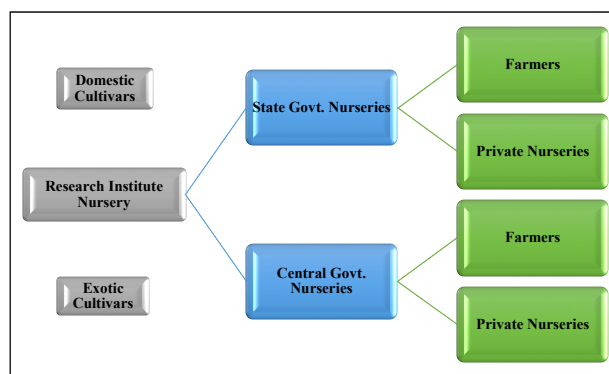 Domestic
Cultivars
Research Institute
Nursery
Exotic
Cultivars
State Govt. Nurseries
Central Govt.
Nurseries
Farmers
Private Nurseries
Farmers
Private Nurseries